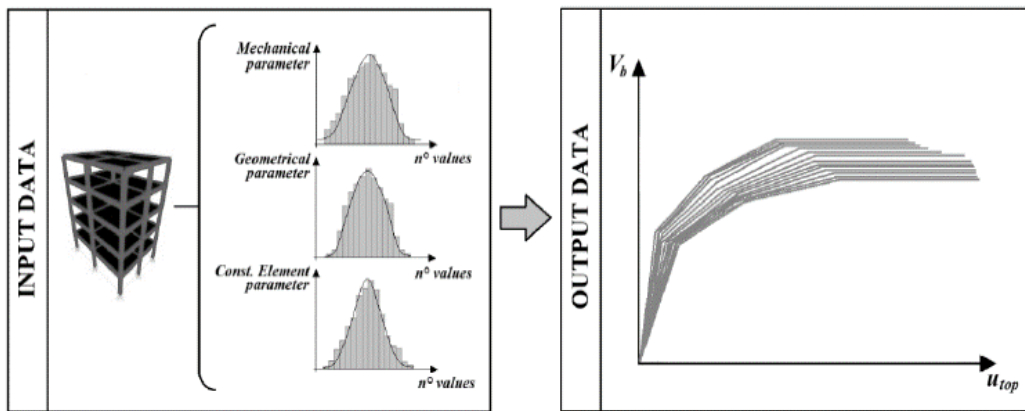 INPUT DATA
Mechanical
parameter
n° values
Geometrical
parameter
n° values
Const. Element
parameter
n° values
OUTPUT DATA
V_b
u_top